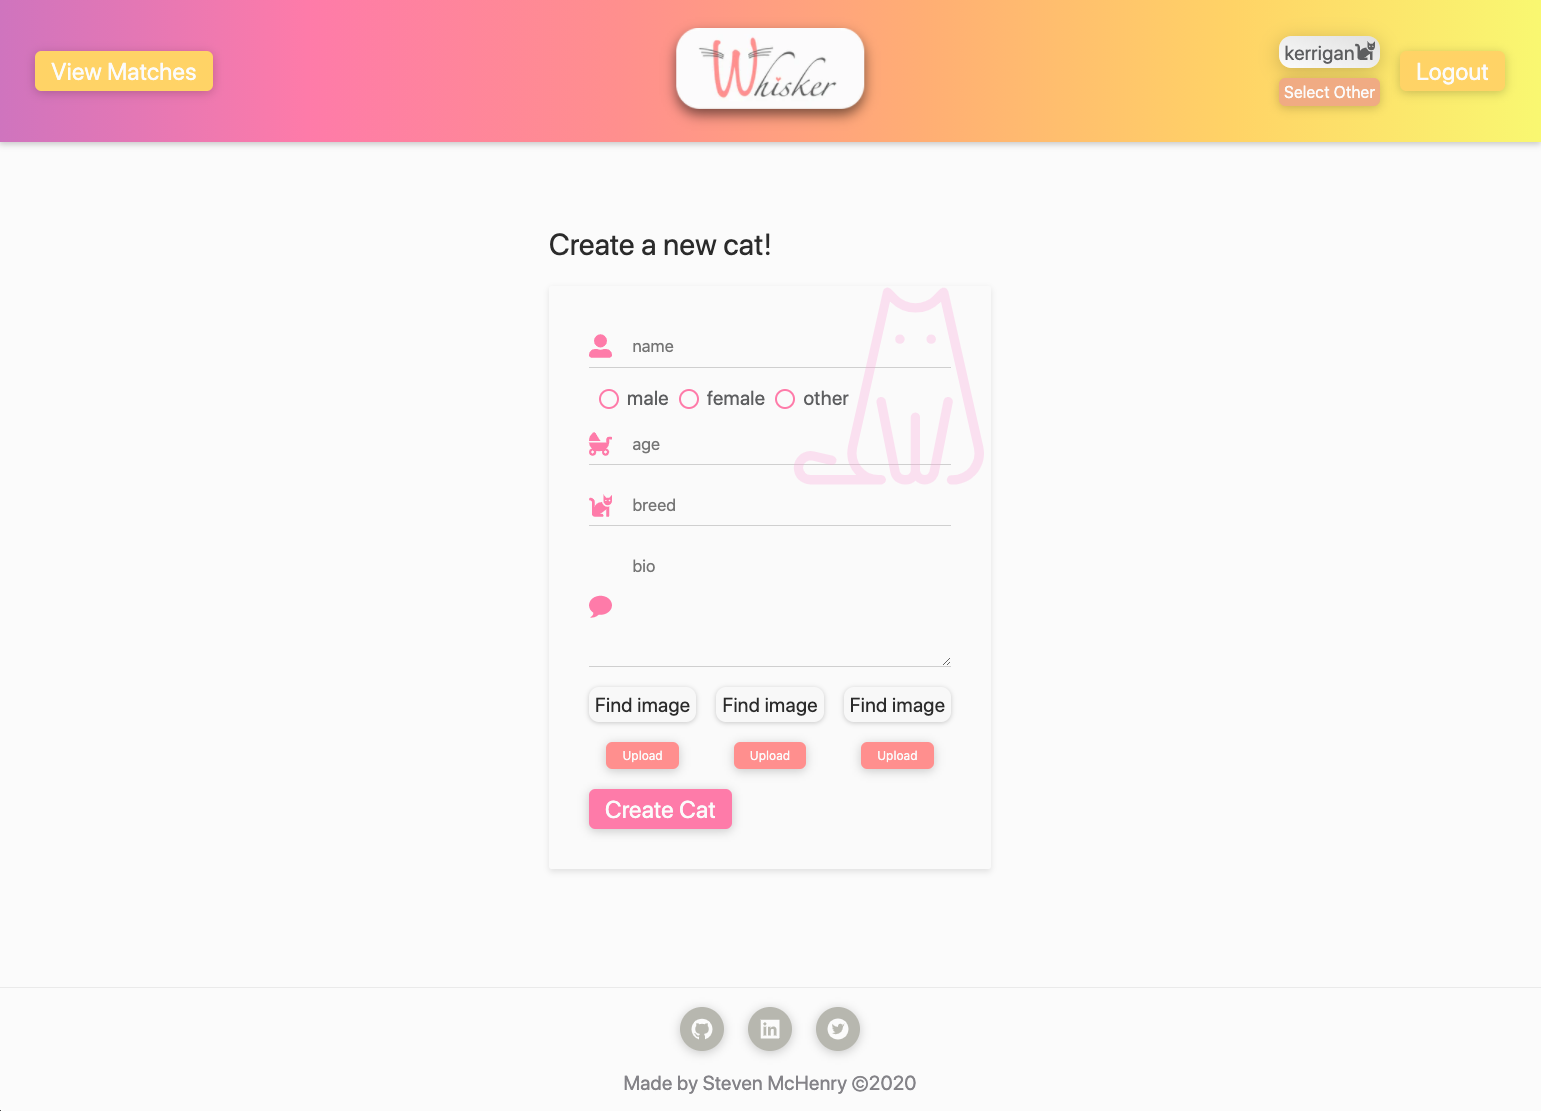 View Matches
Whisker
kerrigan
Select Other
Logout
Create a new cat!
name
male female other
age
breed
bio
Find image Find image Find image
Upload Upload Upload
Create Cat
in
Made by Steven McHenry ©2020